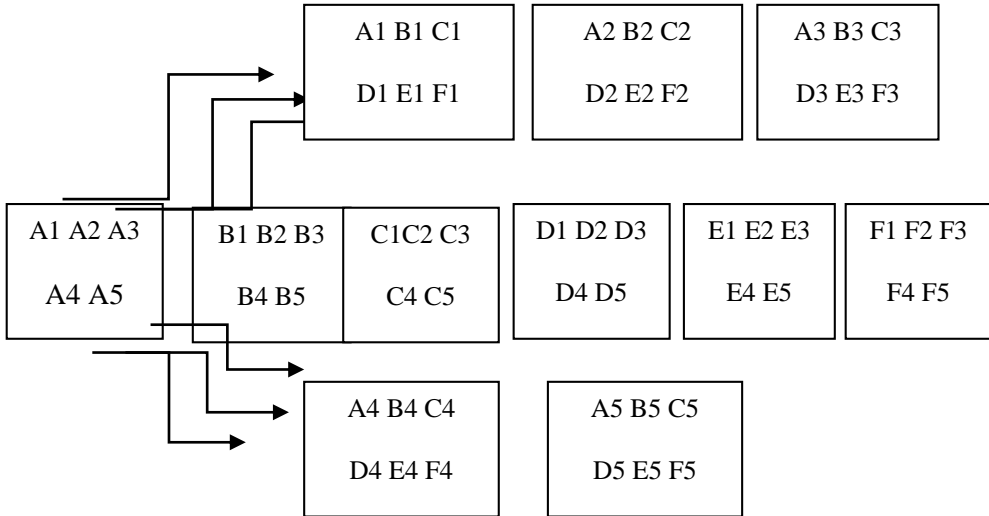 A1 B1 C1
D1 E1 F1
A2 B2 C2
D2 E2 F2
A3 B3 C3
D3 E3 F3
A1 A2 A3
A4 A5
B1 B2 B3
B4 B5
C1C2 C3
C4 C5
D1 D2 D3
D4 D5
E1 E2 E3
E4 E5
F1 F2 F3
F4 F5
A4 B4 C4
D4 E4 F4
A5 B5 C5
D5 E5 F5